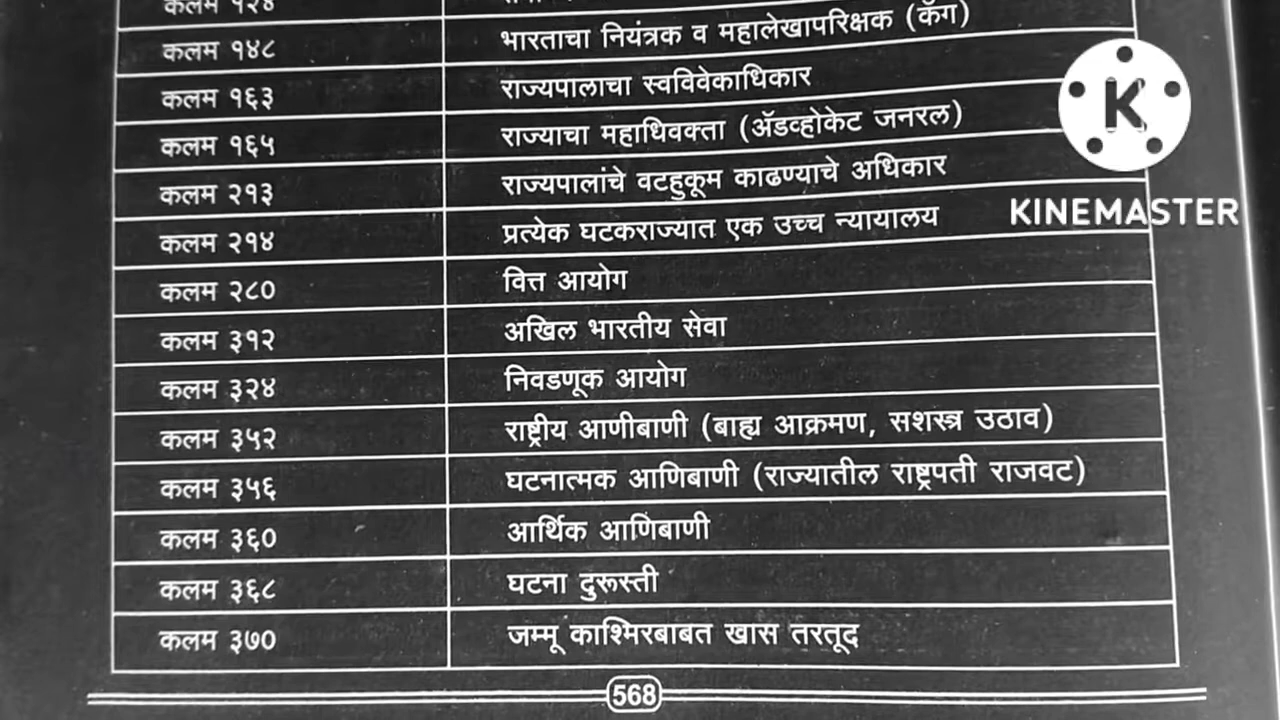 कलम १२४
कलम १४८ भारताचा नियंत्रक व महालेखापरिक्षक (कॅग)
कलम १६३ राज्यपालाचा स्वविवेकाधिकार
कलम १६५ राज्याचा महाधिवक्ता (ॲडव्होकेट जनरल)
कलम २१३ राज्यपालांचे वटहुकूम काढण्याचे अधिकार
कलम २१४ प्रत्येक घटकराज्यात एक उच्च न्यायालय
कलम २८० वित्त आयोग
कलम ३१२ अखिल भारतीय सेवा
कलम ३२४ निवडणूक आयोग
कलम ३५२ राष्ट्रीय आणीबाणी (बाह्य आक्रमण, सशस्त्र उठाव)
कलम ३५६ घटनात्मक आणिबाणी (राज्यातील राष्ट्रपती राजवट)
कलम ३६० आर्थिक आणिबाणी
कलम ३६८ घटना दुरूस्ती
कलम ३७० जम्मू काश्मिरबाबत खास तरतूद
568
K
KINEMASTER